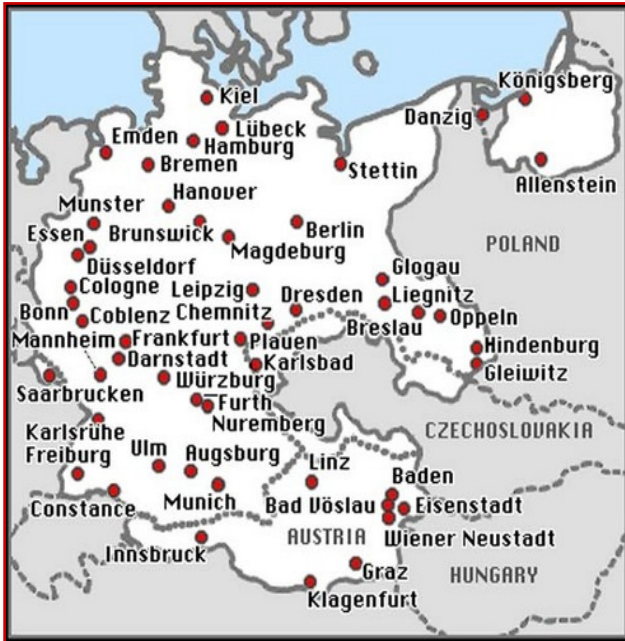 Kiel
Königsberg
Danzig
Lübeck
Hamburg
Emden
Bremen
Stettin
Allenstein
Hanover
Munster
Essen
Brunswick
Berlin
Magdeburg
POLAND
Düsseldorf
Glogau
Cologne
Leipzig
Dresden
Liegnitz
Bonn
Coblenz
Chemnitz
Breslau
Oppeln
Mannheim
Frankfurt
Plauen
Hindenburg
Darnstadt
Karlsbad
Gleiwitz
Saarbrucken
Würzburg
Furth
Nuremberg
Karlsrühe
CZECHOSLOVAKIA
Freiburg
Ulm
Augsburg
Linz
Baden
Constance
Munich
Bad Vöslau
Eisenstadt
Innsbruck
AUSTRIA
Wiener Neustadt
Graz
HUNGARY
Klagenfurt